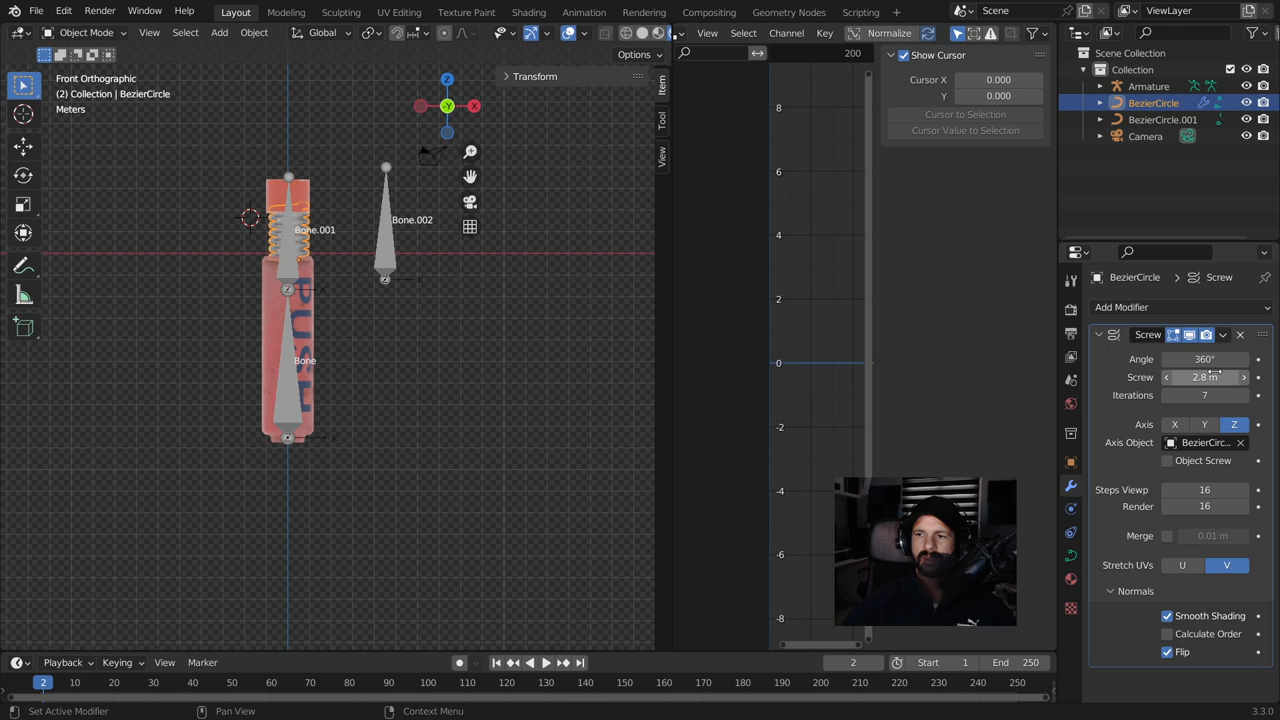 File Edit Render Window Help Layout Modeling Sculpting UV Editing Texture Paint Shading Animation Rendering Compositing Geometry Nodes Scripting Scene ViewLayer
Object Mode View Select Add Object Global View Select Channel Key Normalize
Options 200 Show Cursor Scene Collection
Front Orthographic Transform Cursor X 0.000 Collection
(2) Collection | BezierCircle Y 0.000 Armature
Meters Cursor to Selection BezierCircle
Cursor Value to Selection BezierCircle.001
Camera
Item
Tool
View
Z
X
-Y
8
6
4
2
0
-2
-4
-6
-8
Bone.002
Bone.001
Bone
PUSH
Z
Z
Z
BezierCircle Screw
Add Modifier
Screw
Angle 360°
Screw 2.8 m
Iterations 7
Axis X Y Z
Axis Object BezierCirc...
Object Screw
Steps Viewp 16
Render 16
Merge 0.01 m
Stretch UVs U V
Normals
Smooth Shading
Calculate Order
Flip
Playback Keying View Marker 2 Start 1 End 250
2 10 20 30 40 50 60 70 80 90 100 110 120 130 140 150 160 170 180 190 200 210 220 230 240 250
Set Active Modifier Pan View Context Menu 3.3.0